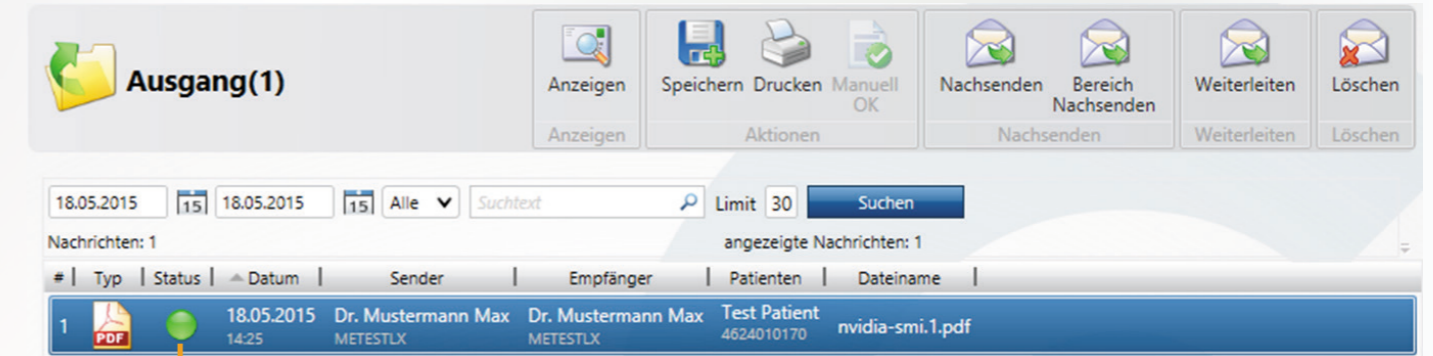 Ausgang(1)
Anzeigen
Speichern Drucken Manuell OK
Nachsenden Bereich Nachsenden
Weiterleiten
Löschen
Anzeigen Aktionen Nachsenden Weiterleiten Löschen
18.05.2015 15 18.05.2015 15 Alle Suchtext Limit 30 Suchen
Nachrichten: 1 angezeigte Nachrichten: 1
# Typ Status Datum Sender Empfänger Patienten Dateiname
1 PDF 18.05.2015 Dr. Mustermann Max Dr. Mustermann Max Test Patient nvidia-smi.1.pdf
14:25 METESTLX METESTLX 4624010170